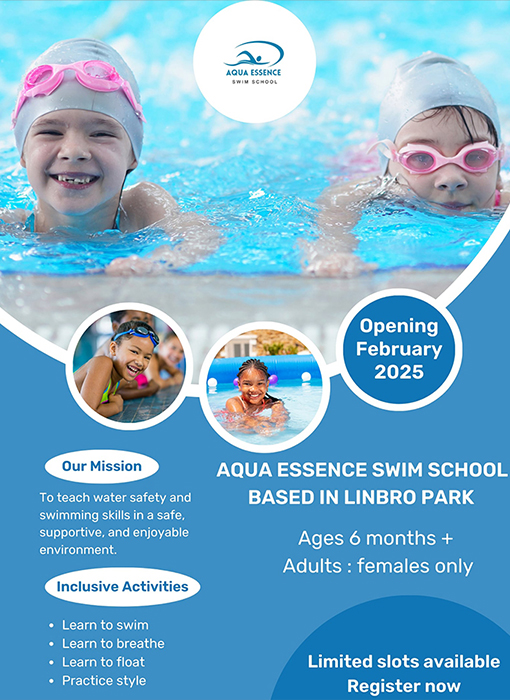 AQUA ESSENCE
SWIM SCHOOL
Opening
February
2025
Our Mission
To teach water safety and
swimming skills in a safe,
supportive, and enjoyable
environment.
Inclusive Activities
• Learn to swim
• Learn to breathe
• Learn to float
• Practice style
AQUA ESSENCE SWIM SCHOOL
BASED IN LINBRO PARK
Ages 6 months +
Adults : females only
Limited slots available
Register now